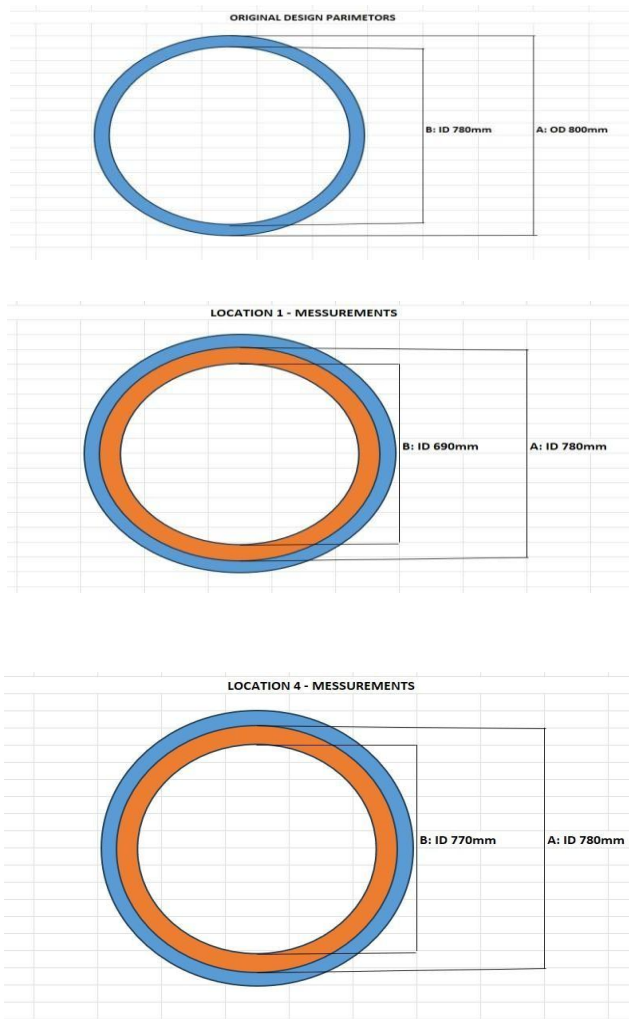 ORIGINAL DESIGN PARIMETORS
B: ID 780mm
A: OD 800mm
LOCATION 1 - MESSUREMENTS
B: ID 690mm
A: ID 780mm
LOCATION 4 - MESSUREMENTS
B: ID 770mm
A: ID 780mm